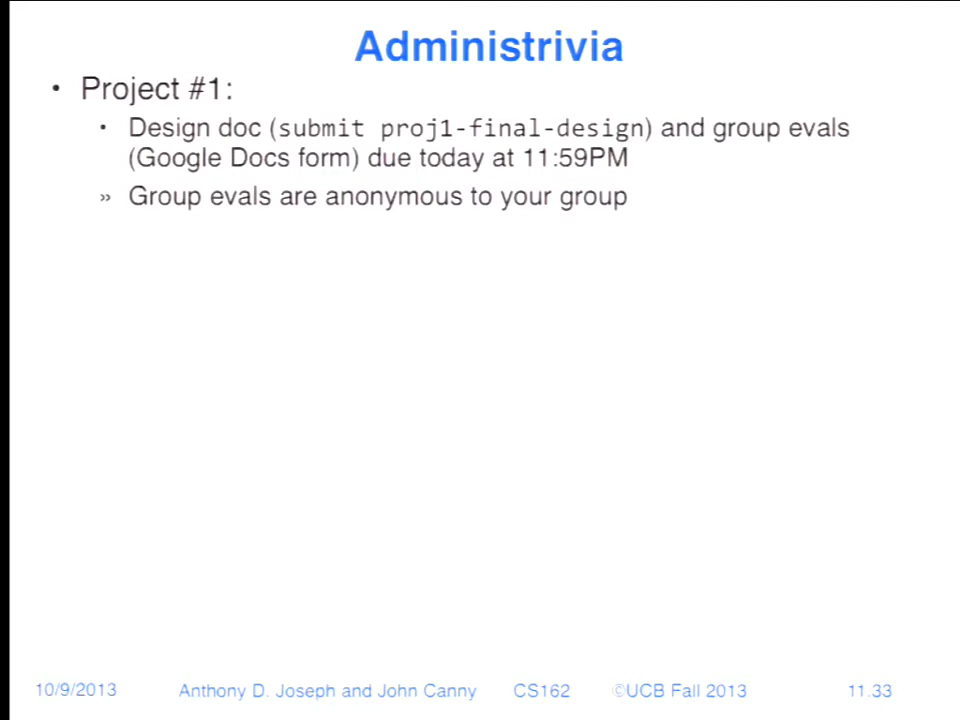 Administrivia
• Project #1:
• Design doc (submit proj1-final-design) and group evals
(Google Docs form) due today at 11:59PM
» Group evals are anonymous to your group
10/9/2013 Anthony D. Joseph and John Canny CS162 ©UCB Fall 2013 11.33